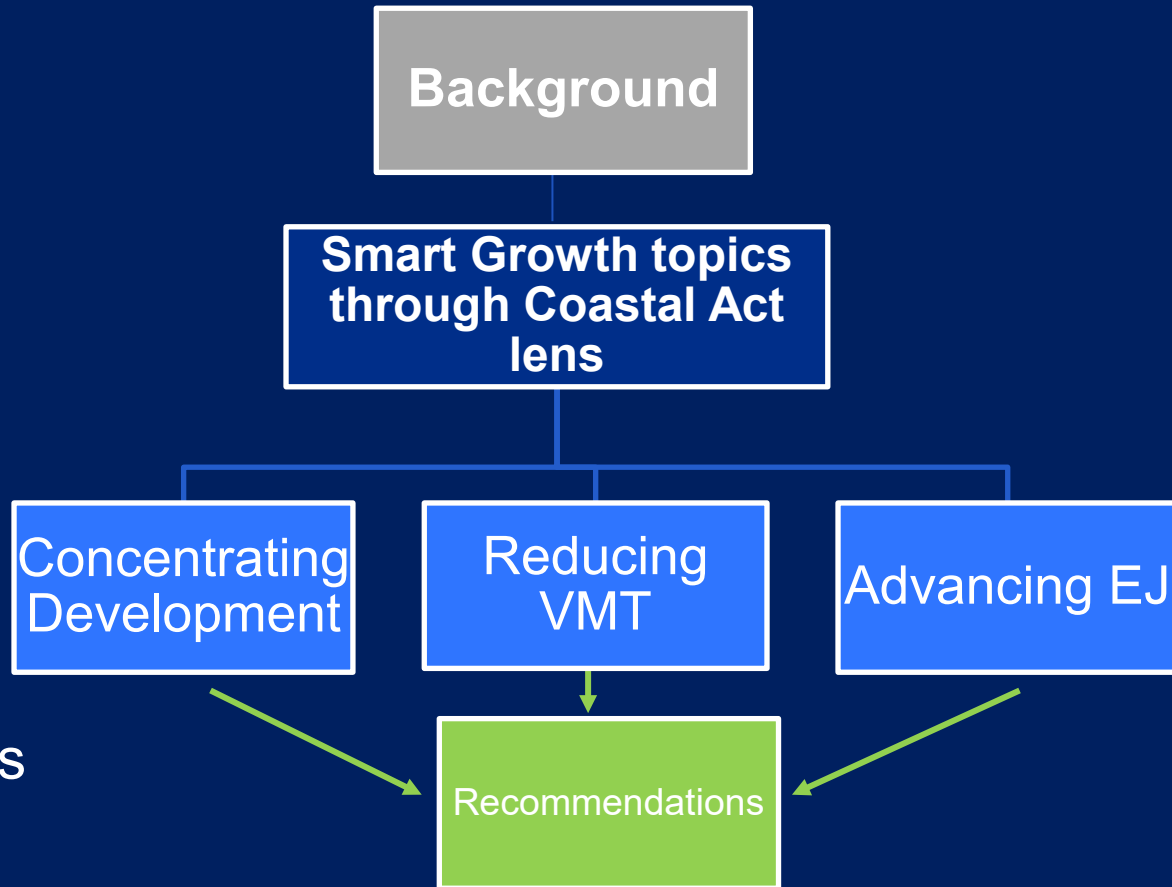 Background
Smart Growth topics
through Coastal Act
lens
Concentrating
Development
Reducing
VMT
Advancing EJ
s
Recommendations